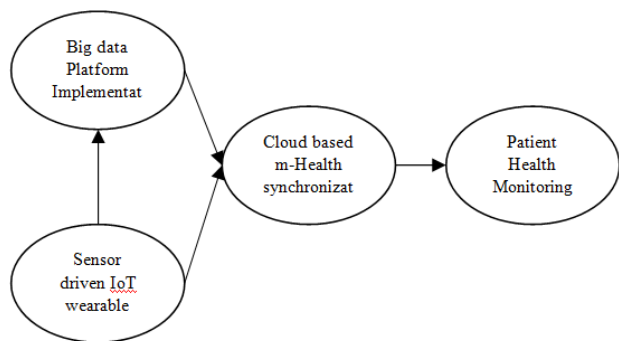 Big data
Platform
Implementat
Cloud based
m-Health
synchronizat
Patient
Health
Monitoring
Sensor
driven IoT
wearable